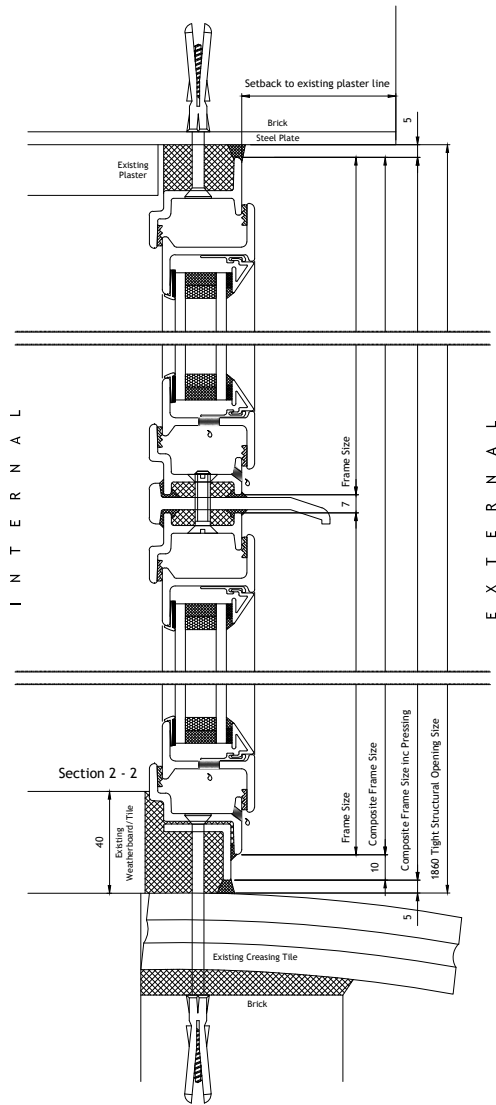 Setback to existing plaster line
5
Brick
Steel Plate
Existing
Plaster
I N T E R N A L
E X T E R N A L
Frame Size
7
Section 2 - 2
40
Existing
Weatherboard/Tile
Frame Size
10
Composite Frame Size
Composite Frame Size inc Pressing
5
1860 Tight Structural Opening Size
Existing Creasing Tile
Brick